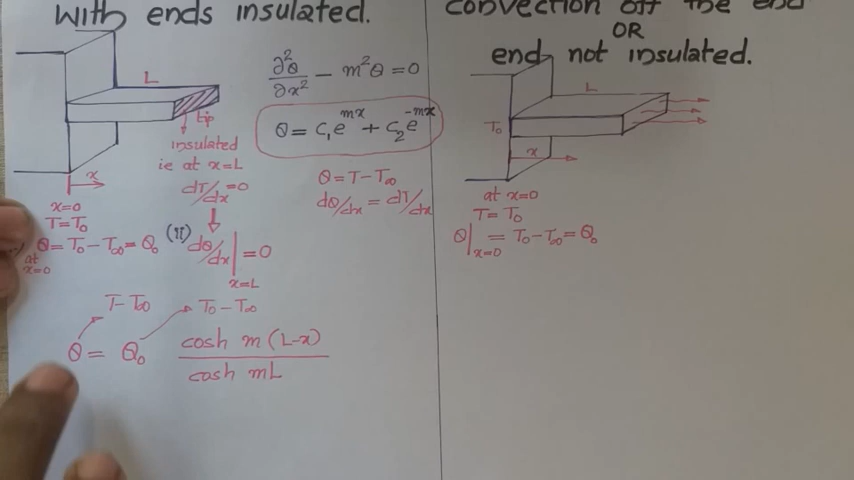 with ends insulated.
L
tip
insulated
ie at x=L
dT/dx=0
x
x=0
T=T₀
θ=T₀-T∞=θ₀
at
x=0
(II) dθ/dx|x=L =0
∂²θ/∂x² - m²θ=0
θ= C₁e^mx + C₂e^-mx
θ=T-T∞
dθ/dx = dT/dx
T-T∞
T₀-T∞
θ= θ₀ cosh m(L-x)/cosh mL
convection off the end
OR
end not insulated.
L
T₀
x
at x=0
T=T₀
θ|x=0 = T₀-T∞=θ₀